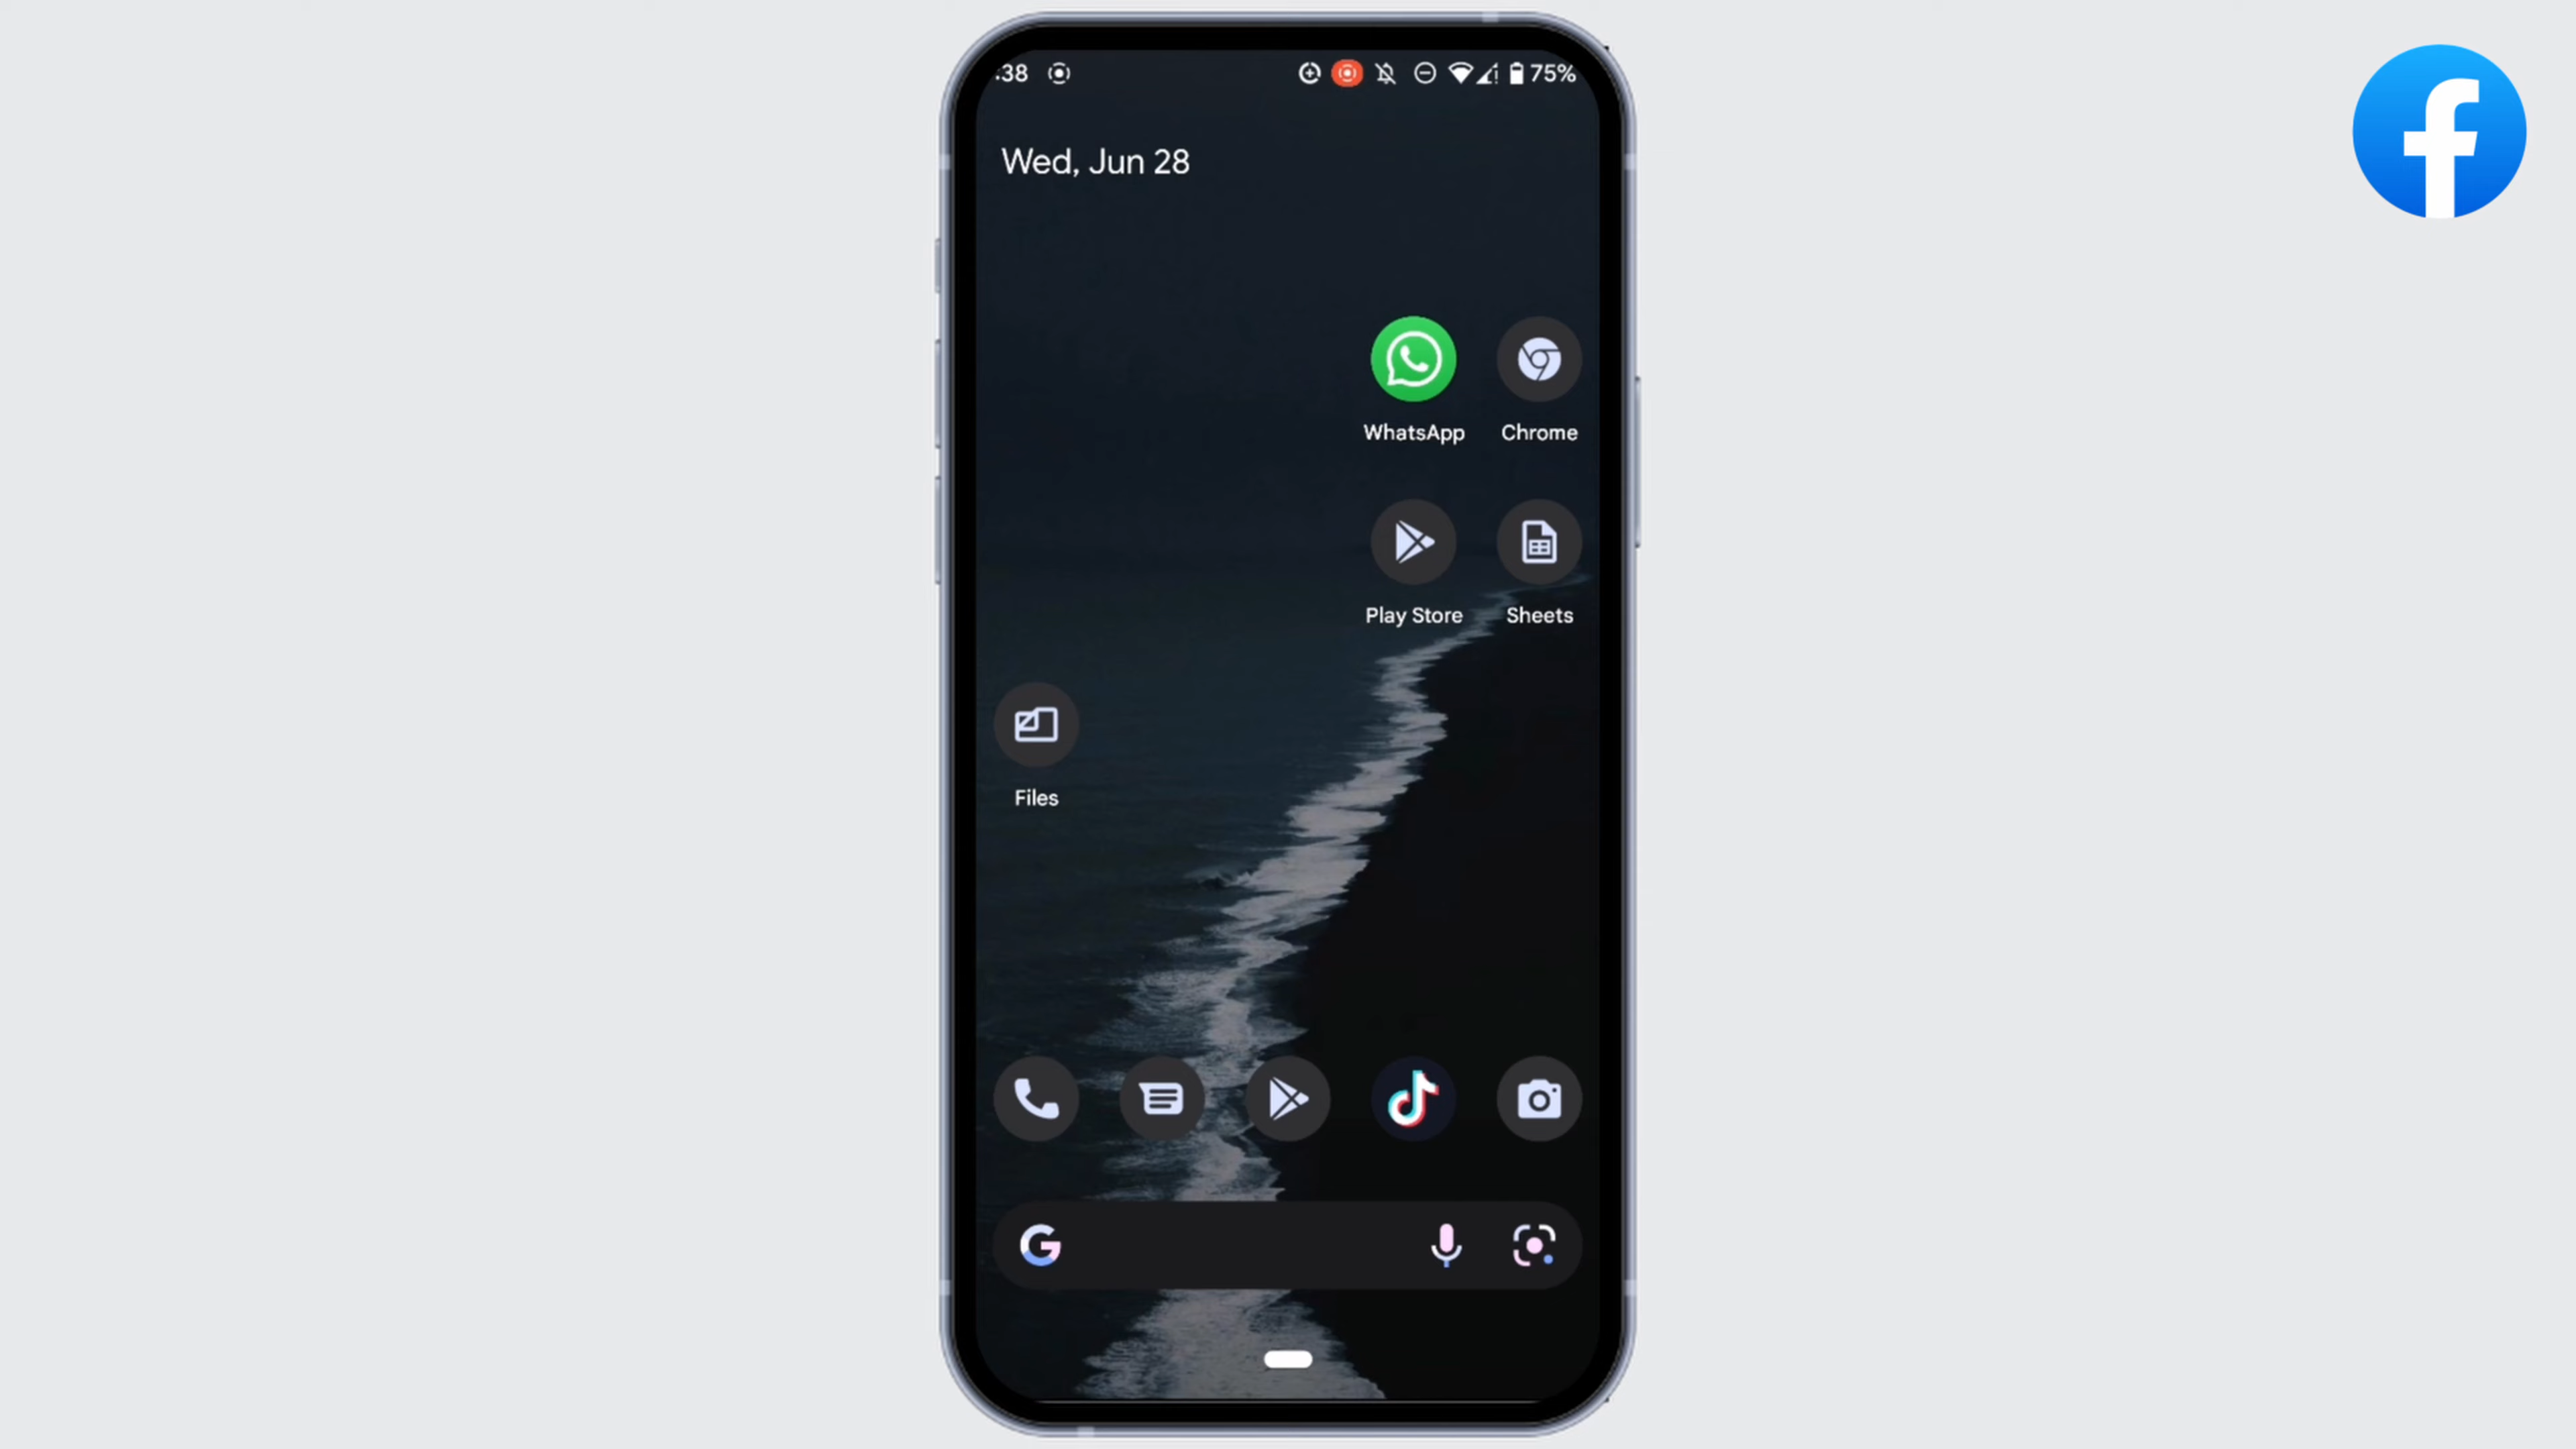 :38
75%
Wed, Jun 28
WhatsApp
Chrome
Play Store
Sheets
Files